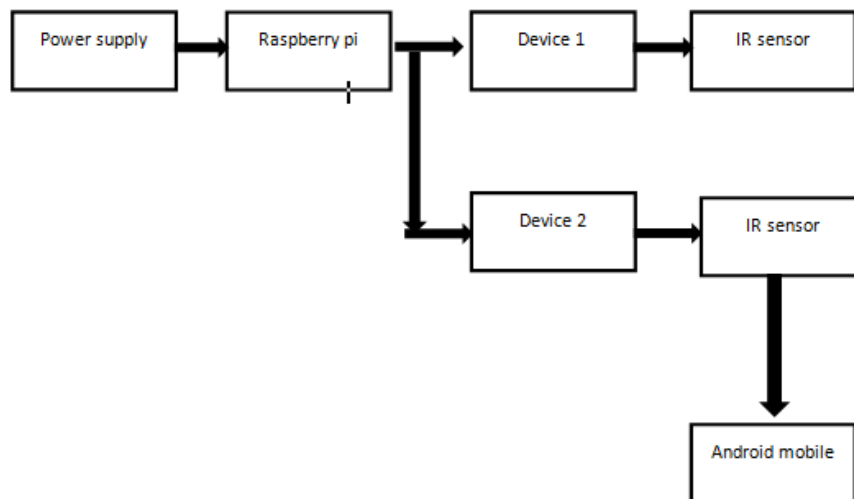 Power supply
Raspberry pi
Device 1
IR sensor
Device 2
IR sensor
Android mobile